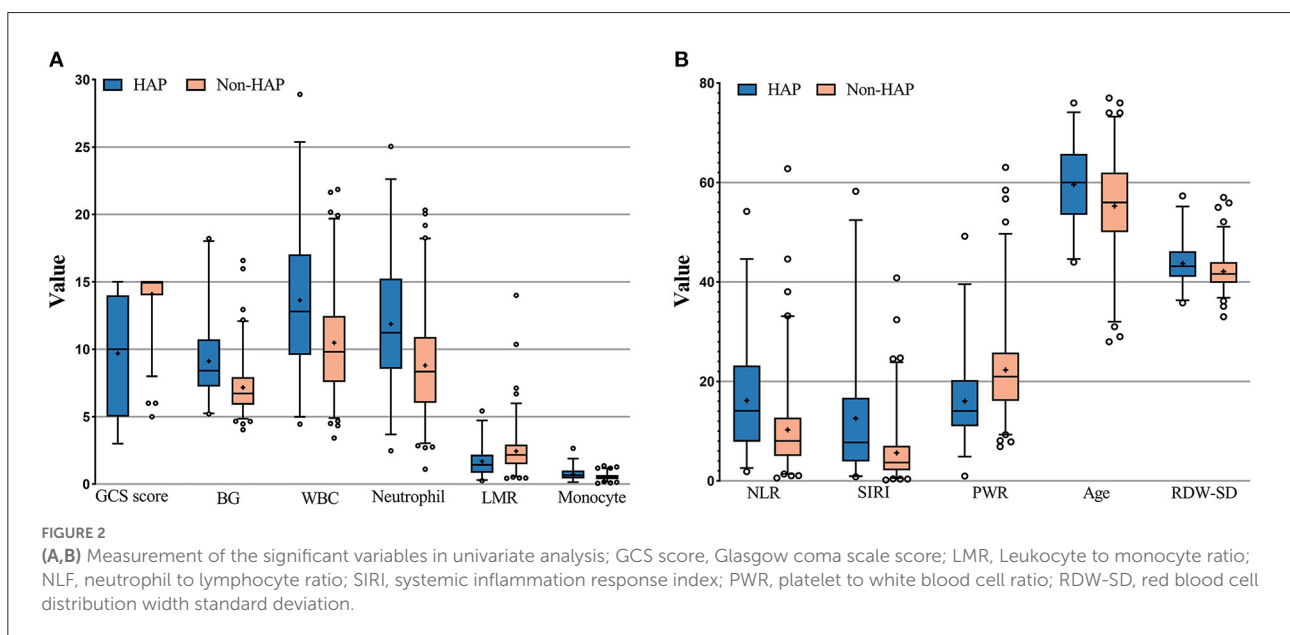 A
HAP Non-HAP
30
25
20
15
10
5
0
Value
GCS score BG WBC Neutrophil LMR Monocyte
B
HAP Non-HAP
80
60
40
20
0
Value
NLR SIRI PWR Age RDW-SD
FIGURE 2
(A,B) Measurement of the significant variables in univariate analysis; GCS score, Glasgow coma scale score; LMR, Leukocyte to monocyte ratio;
NLF, neutrophil to lymphocyte ratio; SIRI, systemic inflammation response index; PWR, platelet to white blood cell ratio; RDW-SD, red blood cell
distribution width standard deviation.